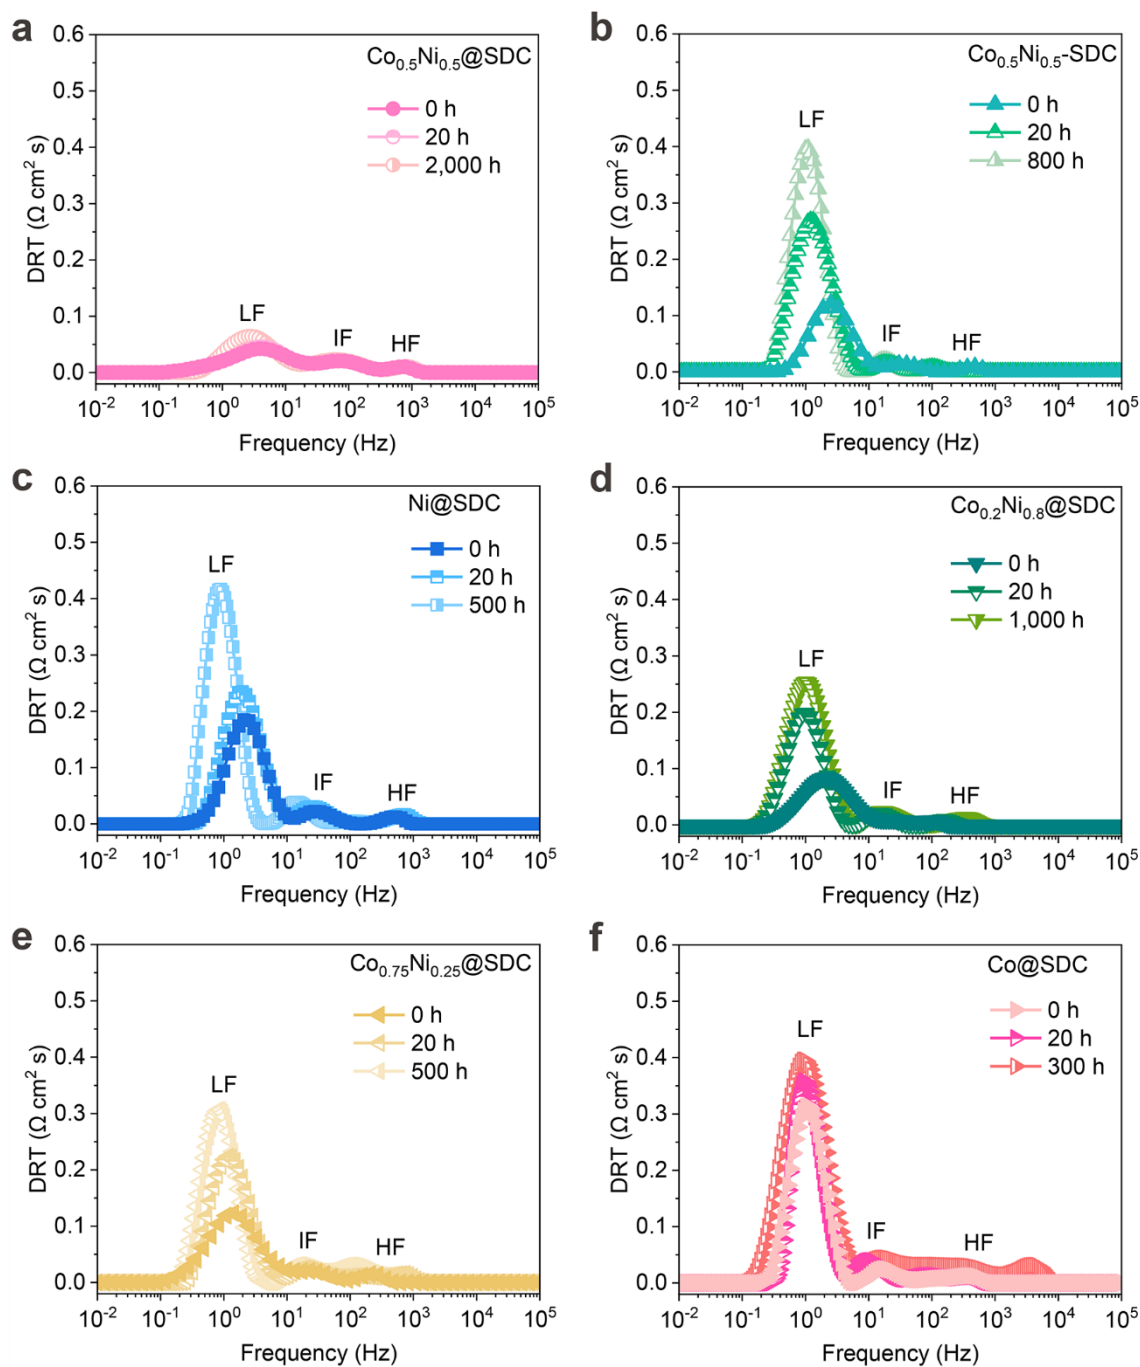 a
Co0.5Ni0.5@SDC
0 h
20 h
2,000 h
LF
IF
HF
DRT (Ω cm² s)
0.6
0.5
0.4
0.3
0.2
0.1
0.0
10⁻² 10⁻¹ 10⁰ 10¹ 10² 10³ 10⁴ 10⁵
Frequency (Hz)
b
Co0.5Ni0.5-SDC
0 h
20 h
800 h
LF
IF
HF
DRT (Ω cm² s)
0.6
0.5
0.4
0.3
0.2
0.1
0.0
10⁻² 10⁻¹ 10⁰ 10¹ 10² 10³ 10⁴ 10⁵
Frequency (Hz)
c
Ni@SDC
0 h
20 h
500 h
LF
IF
HF
DRT (Ω cm² s)
0.6
0.5
0.4
0.3
0.2
0.1
0.0
10⁻² 10⁻¹ 10⁰ 10¹ 10² 10³ 10⁴ 10⁵
Frequency (Hz)
d
Co0.2Ni0.8@SDC
0 h
20 h
1,000 h
LF
IF
HF
DRT (Ω cm² s)
0.6
0.5
0.4
0.3
0.2
0.1
0.0
10⁻² 10⁻¹ 10⁰ 10¹ 10² 10³ 10⁴ 10⁵
Frequency (Hz)
e
Co0.75Ni0.25@SDC
0 h
20 h
500 h
LF
IF
HF
DRT (Ω cm² s)
0.6
0.5
0.4
0.3
0.2
0.1
0.0
10⁻² 10⁻¹ 10⁰ 10¹ 10² 10³ 10⁴ 10⁵
Frequency (Hz)
f
Co@SDC
0 h
20 h
300 h
LF
IF
HF
DRT (Ω cm² s)
0.6
0.5
0.4
0.3
0.2
0.1
0.0
10⁻² 10⁻¹ 10⁰ 10¹ 10² 10³ 10⁴ 10⁵
Frequency (Hz)